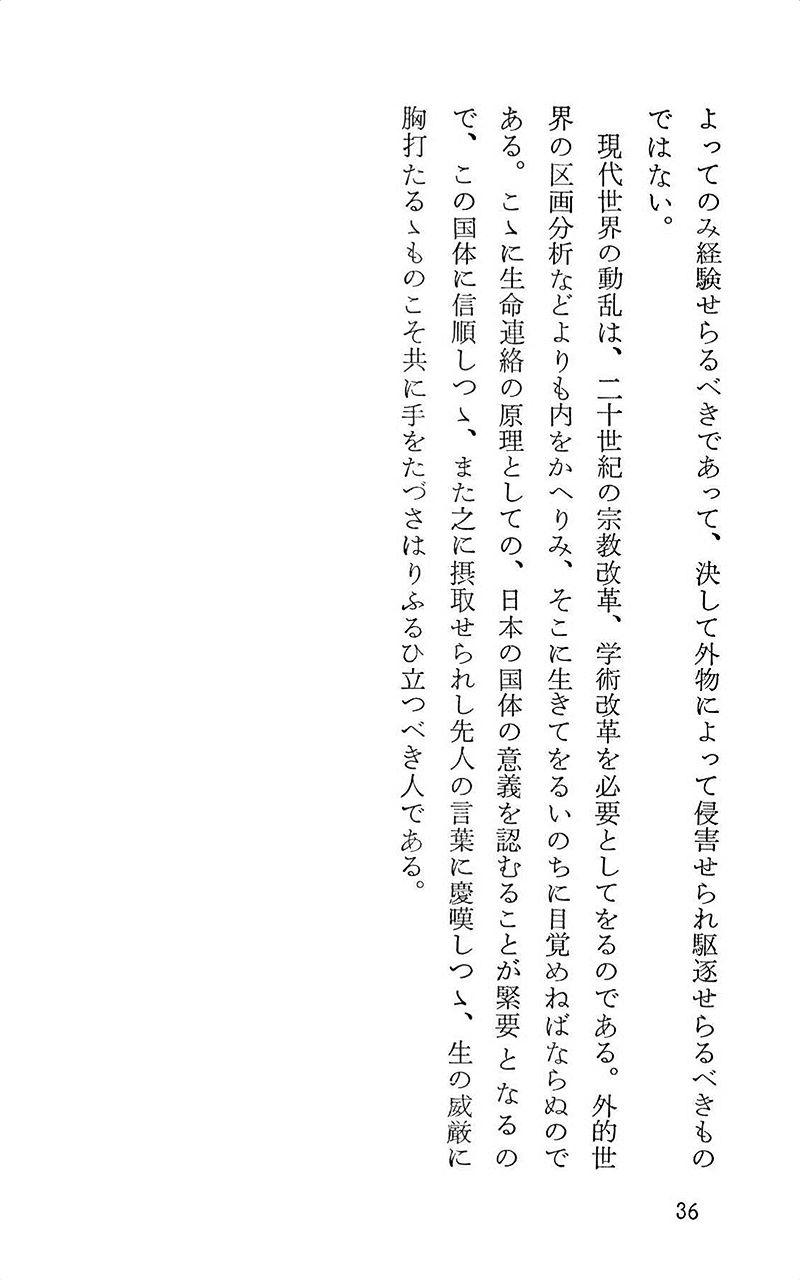 よってのみ経験せらるべきであって、決して外物によって侵害せられ駆逐せらるべきもの
ではない。
現代世界の動乱は、二十世紀の宗教改革、学術改革を必要としてをるのである。外的世
界の区画分析などよりも内をかへりみ、そこに生きてをるいのちに目覚めねばならぬので
ある。こゝに生命連絡の原理としての、日本の国体の意義を認むることが緊要となるの
で、この国体に信順しつゝ、また之に摂取せられし先人の言葉に慶嘆しつゝ、生の威厳に
胸打たるゝものこそ共に手をたづさはりふるひ立つべき人である。
36